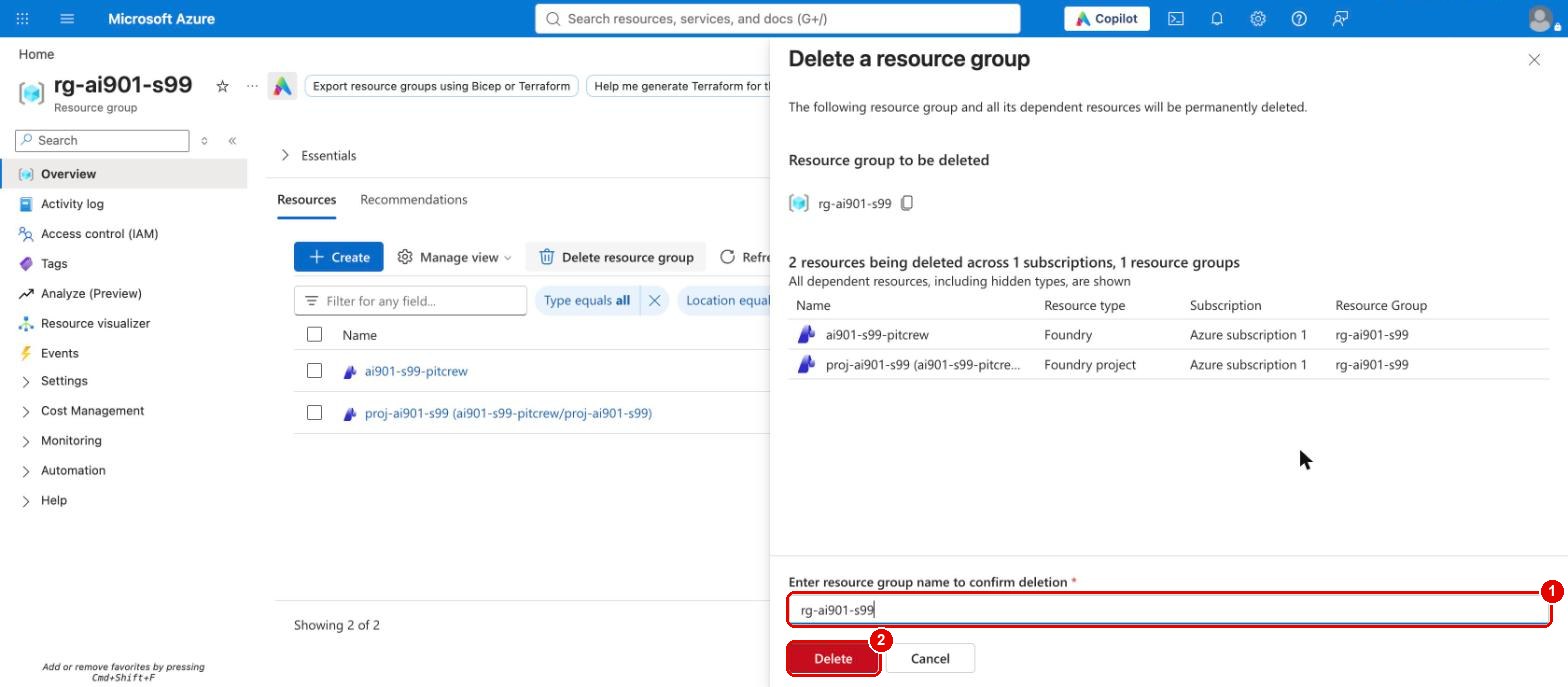 Microsoft Azure
Search resources, services, and docs (G+/)
Copilot
Home
rg-ai901-s99
Resource group
Search
Overview
Activity log
Access control (IAM)
Tags
Analyze (Preview)
Resource visualizer
Events
Settings
Cost Management
Monitoring
Automation
Help
Add or remove favorites by pressing
Cmd+Shift+F
Export resource groups using Bicep or Terraform
Help me generate Terraform for
Essentials
Resources Recommendations
Create Manage view Delete resource group Refre
Filter for any field... Type equals all Location equal
Name
ai901-s99-pitcrew
proj-ai901-s99 (ai901-s99-pitcrew/proj-ai901-s99)
Showing 2 of 2
Delete a resource group
The following resource group and all its dependent resources will be permanently deleted.
Resource group to be deleted
rg-ai901-s99
2 resources being deleted across 1 subscriptions, 1 resource groups
All dependent resources, including hidden types, are shown
Name Resource type Subscription Resource Group
ai901-s99-pitcrew Foundry Azure subscription 1 rg-ai901-s99
proj-ai901-s99 (ai901-s99-pitcre... Foundry project Azure subscription 1 rg-ai901-s99
Enter resource group name to confirm deletion *
1
rg-ai901-s99
2
Delete Cancel